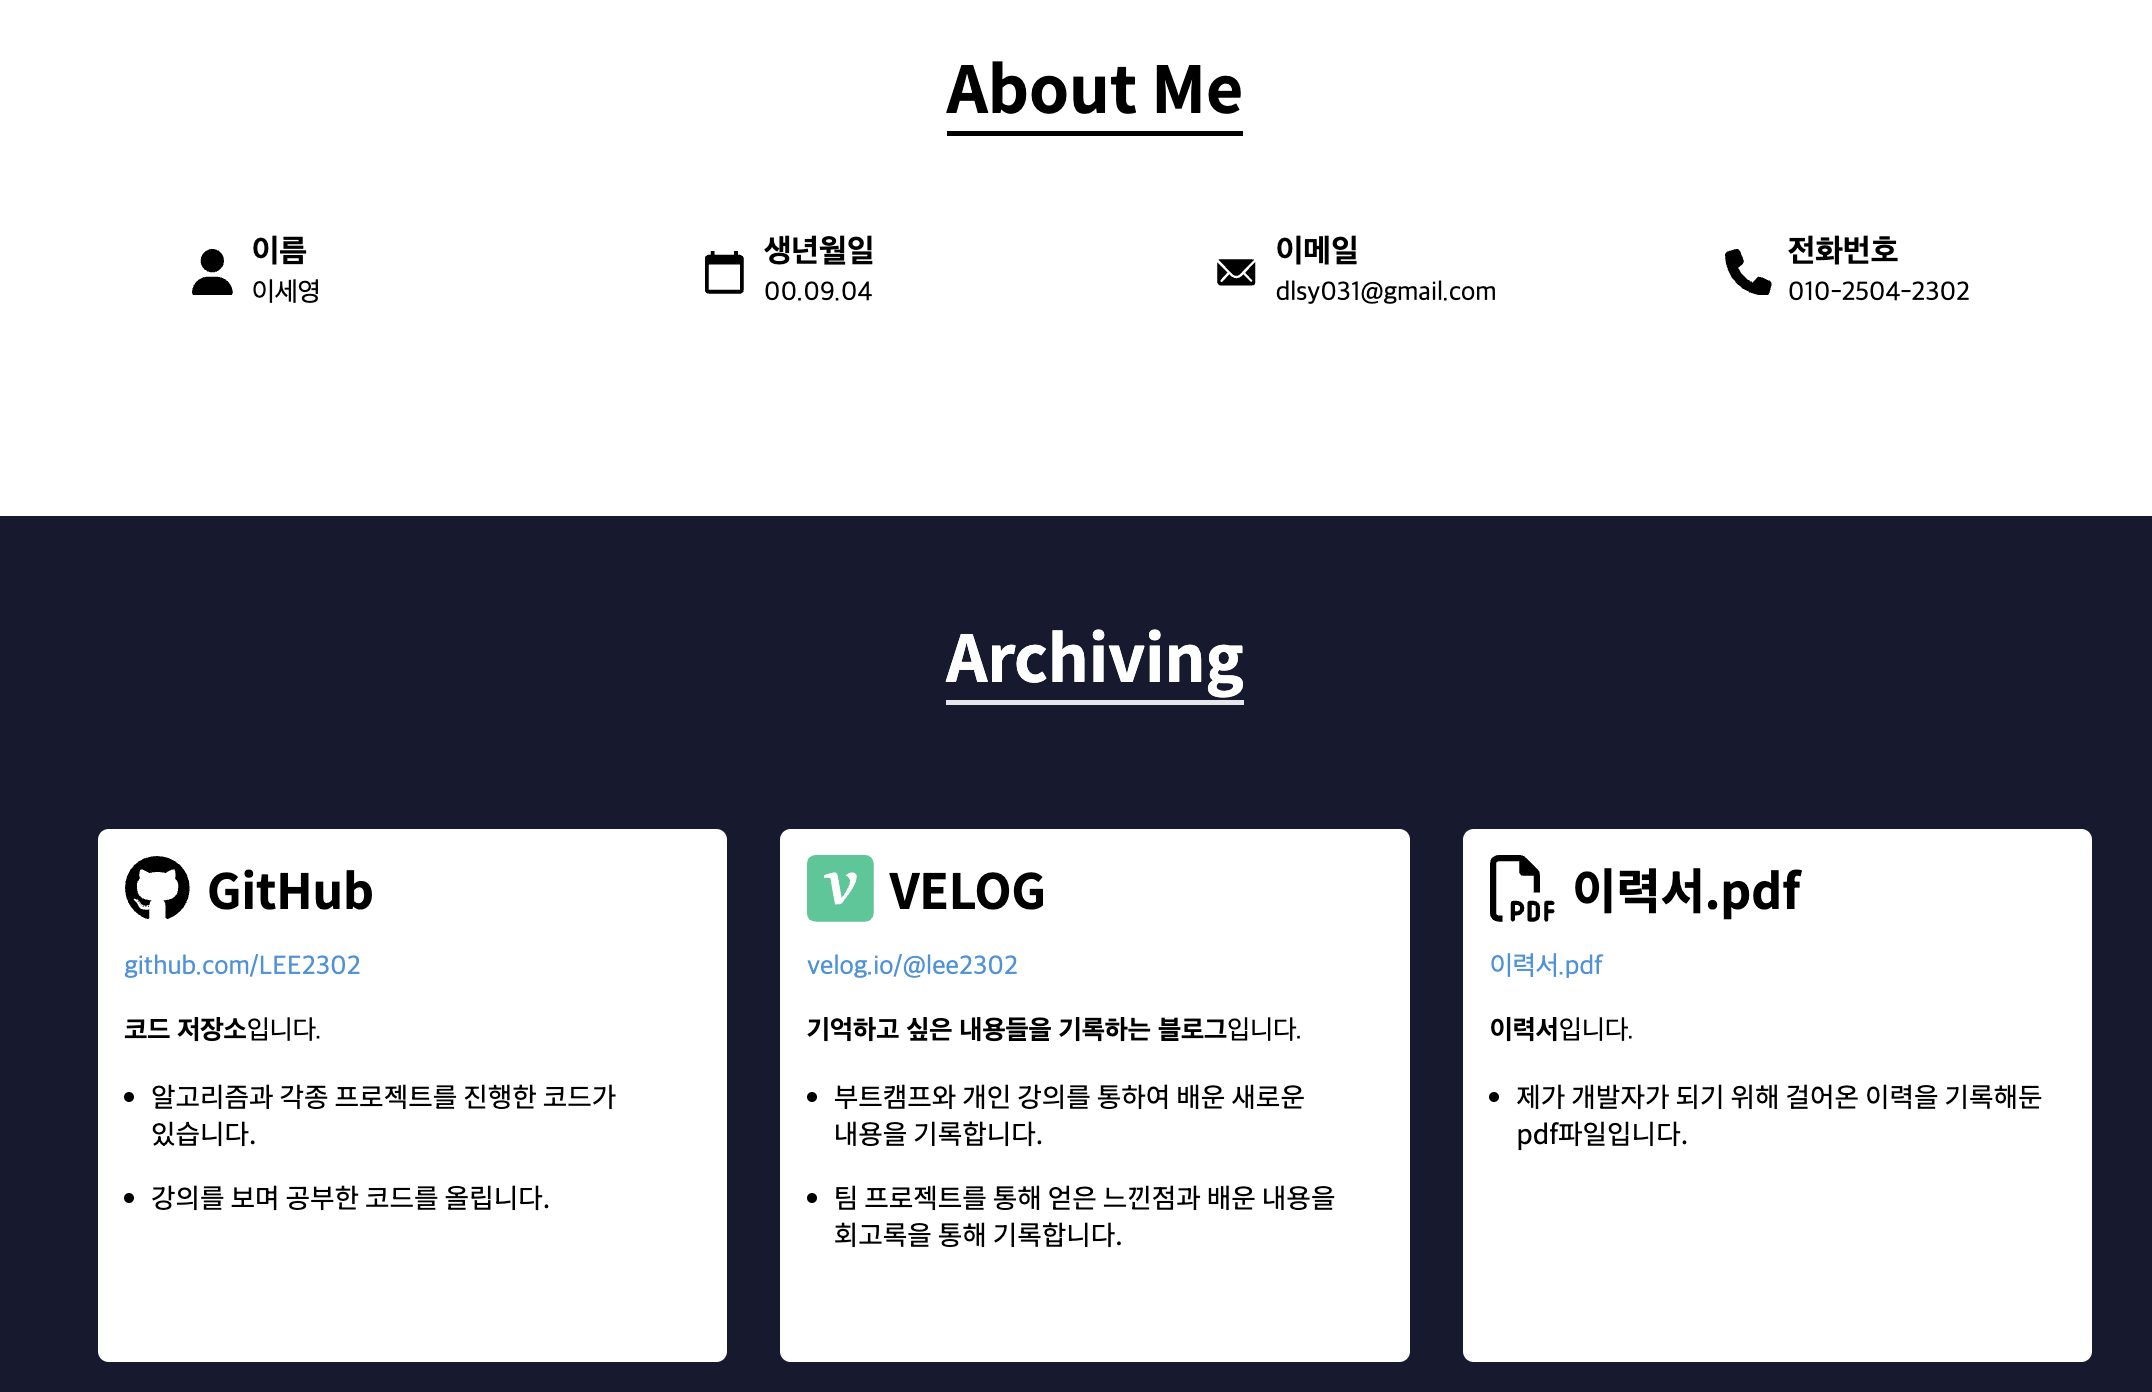 About Me
이름
이세영
생년월일
00.09.04
이메일
dlsy031@gmail.com
전화번호
010-2504-2302
Archiving
GitHub
github.com/LEE2302
코드 저장소입니다.
알고리즘과 각종 프로젝트를 진행한 코드가
있습니다.
강의를 보며 공부한 코드를 올립니다.
v VELOG
velog.io/@lee2302
기억하고 싶은 내용들을 기록하는 블로그입니다.
부트캠프와 개인 강의를 통하여 배운 새로운
내용을 기록합니다.
팀 프로젝트를 통해 얻은 느낀점과 배운 내용을
회고록을 통해 기록합니다.
PDF 이력서.pdf
이력서.pdf
이력서입니다.
제가 개발자가 되기 위해 걸어온 이력을 기록해둔
pdf파일입니다.